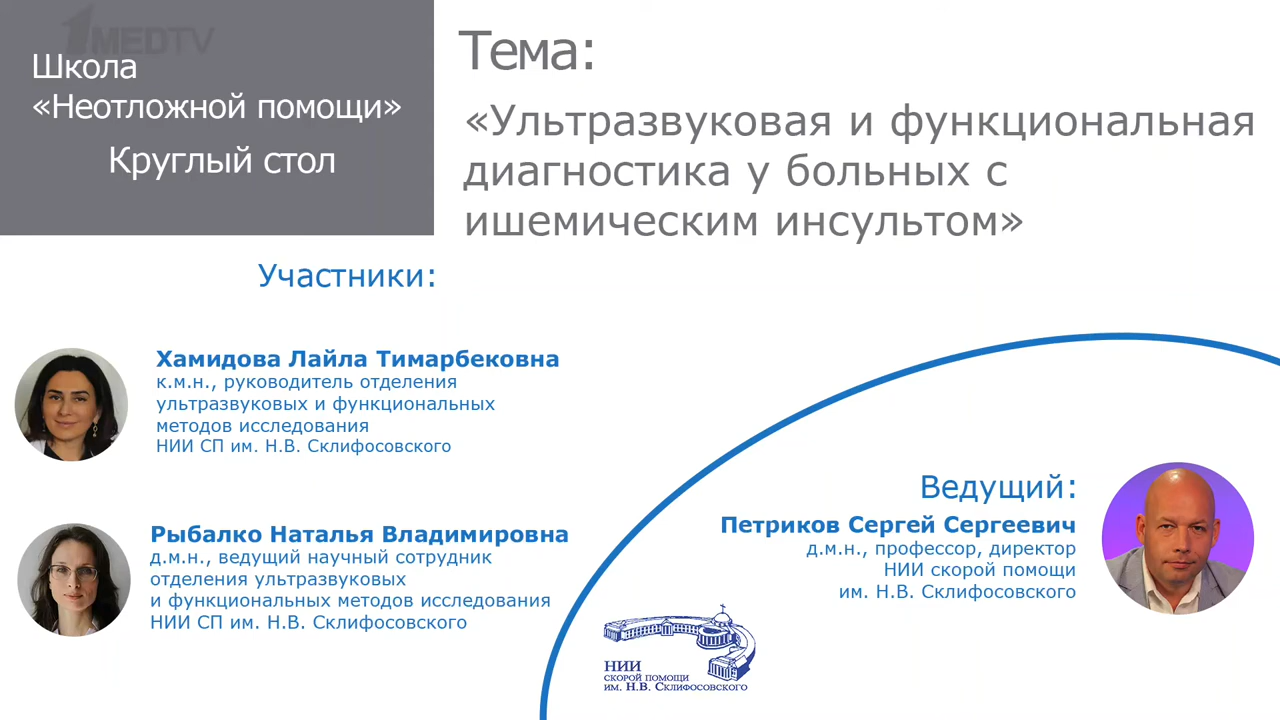 1MEDTV
Школа
«Неотложной помощи»
Круглый стол
Тема:
«Ультразвуковая и функциональная
диагностика у больных с
ишемическим инсультом»
Участники:
Хамидова Лайла Тимарбековна
к.м.н., руководитель отделения
ультразвуковых и функциональных
методов исследования
НИИ СП им. Н.В. Склифосовского
Рыбалко Наталья Владимировна
д.м.н., ведущий научный сотрудник
отделения ультразвуковых
и функциональных методов исследования
НИИ СП им. Н.В. Склифосовского
Ведущий:
Петриков Сергей Сергеевич
д.м.н., профессор, директор
НИИ скорой помощи
им. Н.В. Склифосовского
НИИ
СКОРОЙ ПОМОЩИ
ИМ. Н.В. СКЛИФОСОВСКОГО